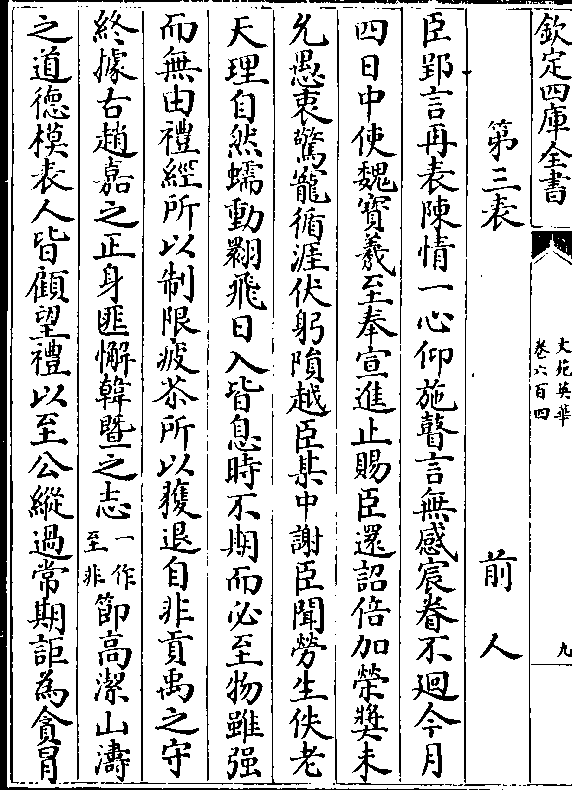 欽定四庫全書
文苑英華
卷六百四
九
第三表 前人
臣郢言再表陳情一心仰施瞽言無感宸眷不廻今月
四日中使魏寶義至奉宣進止賜臣還詔倍加榮奬未
允愚衷驚寵循涯伏躬隕越臣某中謝臣聞勞生佚老
天理自然蠕動翾飛日入皆息時不期而必至物雖强
而無由禮經所以制限疲苶所以獲退自非貢禹之守
終據右趙嘉之正身匪懈韓曁之志一作至非節高潔山濤
之道德模表人皆顧望禮以至公縱過常期詎為貪冒